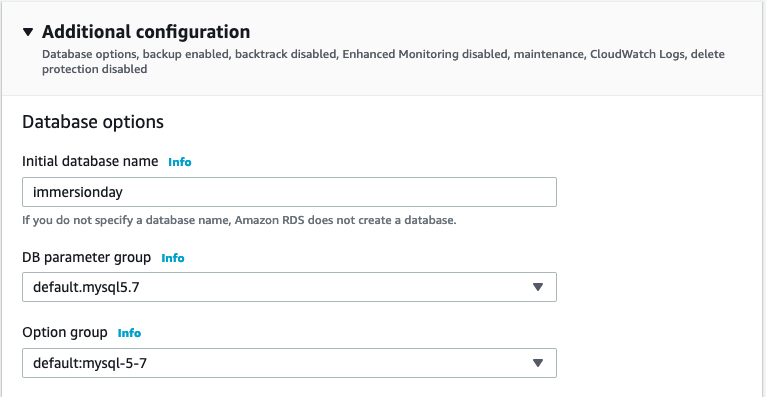 Additional configuration
Database options, backup enabled, backtrack disabled, Enhanced Monitoring disabled, maintenance, CloudWatch Logs, delete
protection disabled
Database options
Initial database name Info
immersionday
If you do not specify a database name, Amazon RDS does not create a database.
DB parameter group Info
default.mysql5.7
Option group Info
default:mysql-5-7